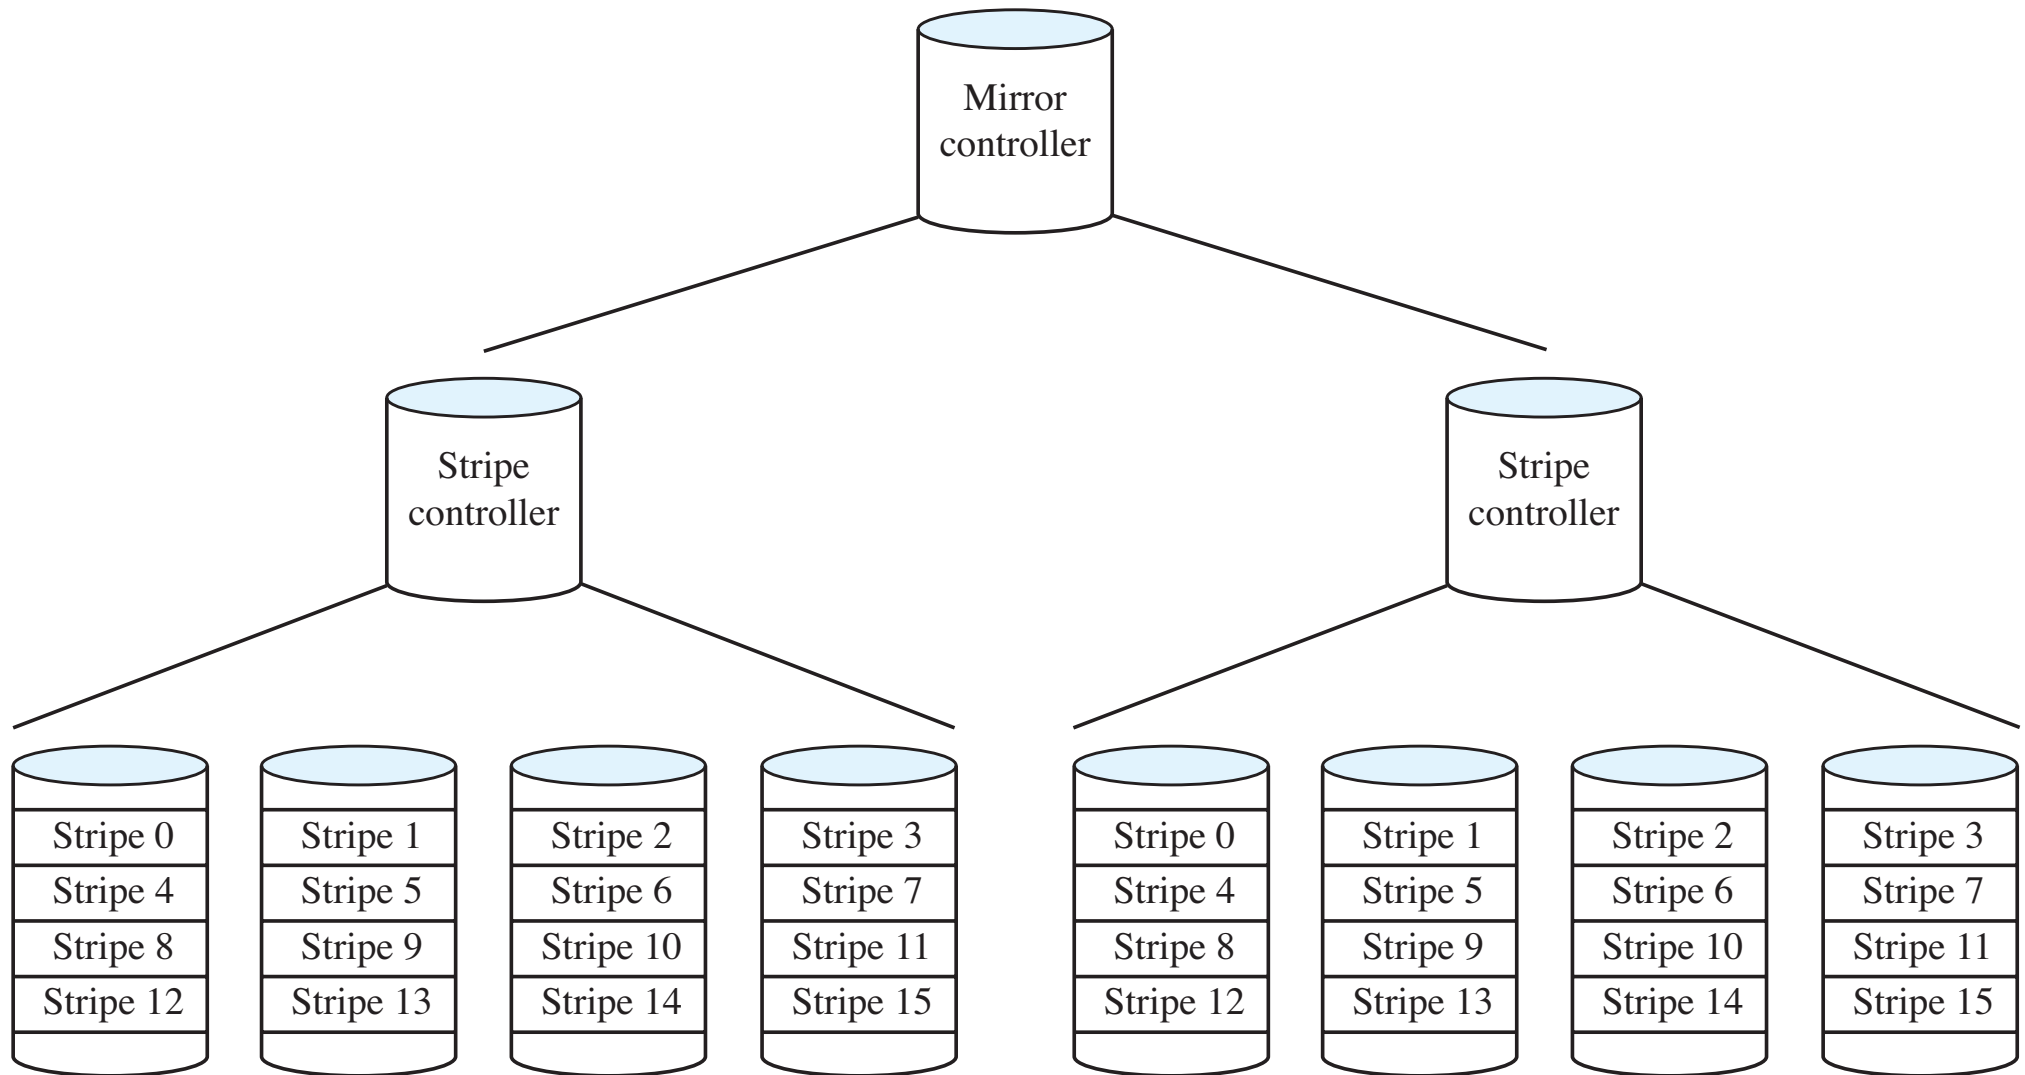 Mirror
controller
Stripe
controller
Stripe
controller
Stripe 0
Stripe 4
Stripe 8
Stripe 12
Stripe 1
Stripe 5
Stripe 9
Stripe 13
Stripe 2
Stripe 6
Stripe 10
Stripe 14
Stripe 3
Stripe 7
Stripe 11
Stripe 15
Stripe 0
Stripe 4
Stripe 8
Stripe 12
Stripe 1
Stripe 5
Stripe 9
Stripe 13
Stripe 2
Stripe 6
Stripe 10
Stripe 14
Stripe 3
Stripe 7
Stripe 11
Stripe 15